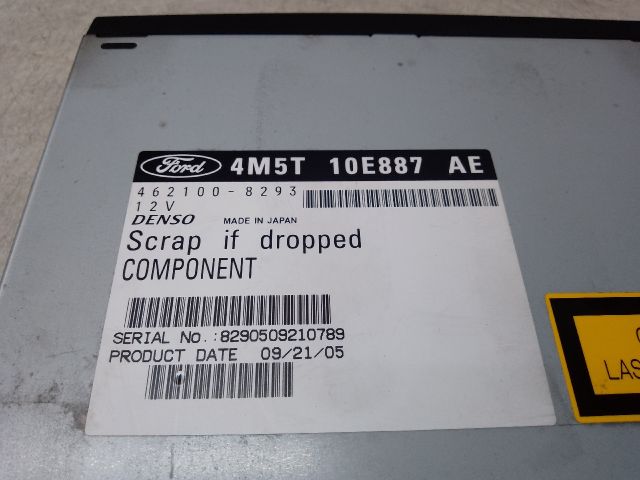 Ford 4M5T 10E887 AE
462100-8293
12V
DENSO MADE IN JAPAN
Scrap if dropped
COMPONENT
SERIAL No.:8290509210789
PRODUCT DATE 09/21/05
LAS